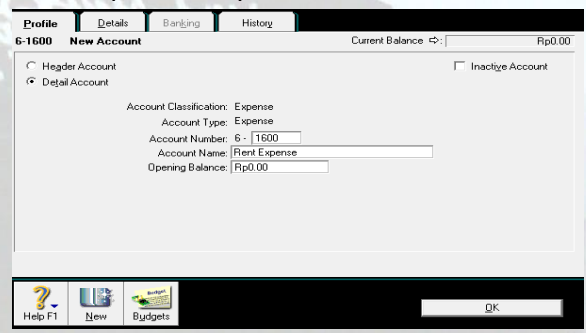 Profile Details Banking History
6-1600 New Account Current Balance ⇨: Rp0.00
Header Account Inactive Account
Detail Account
Account Classification: Expense
Account Type: Expense
Account Number: 6 - 1600
Account Name: Rent Expense
Opening Balance: Rp0.00
Help F1 New Budgets OK